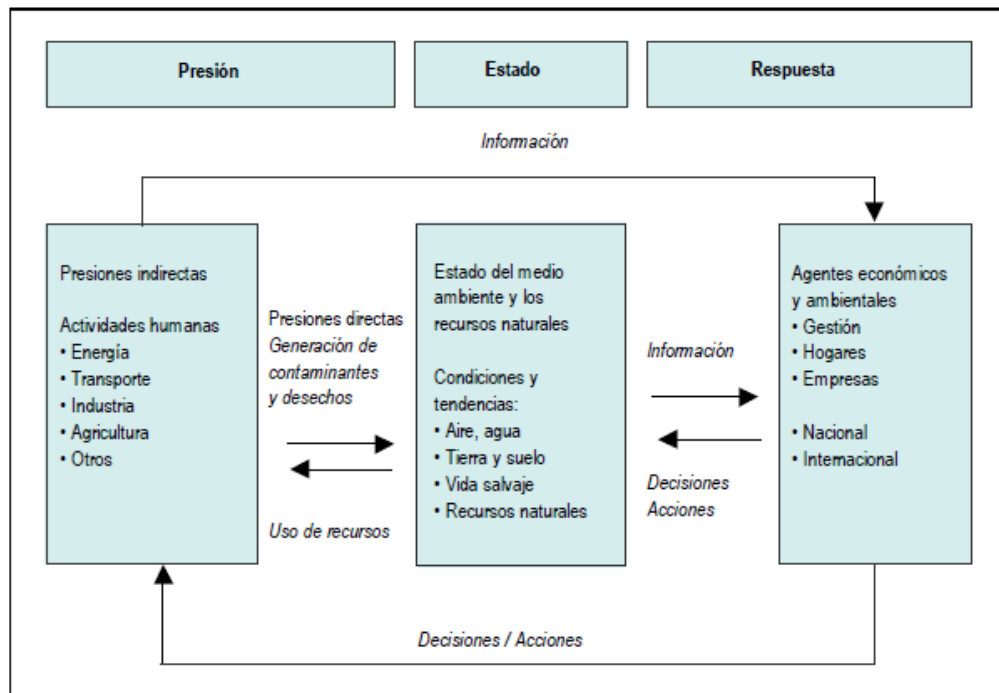 Presión
Estado
Respuesta
Información
Presiones indirectas
Actividades humanas
• Energía
• Transporte
• Industria
• Agricultura
• Otros
Presiones directas
Generación de
contaminantes
y desechos
Uso de recursos
Estado del medio
ambiente y los
recursos naturales
Condiciones y
tendencias:
• Aire, agua
• Tierra y suelo
• Vida salvaje
• Recursos naturales
Información
Decisiones
Acciones
Agentes económicos
y ambientales
• Gestión
• Hogares
• Empresas
• Nacional
• Internacional
Decisiones / Acciones